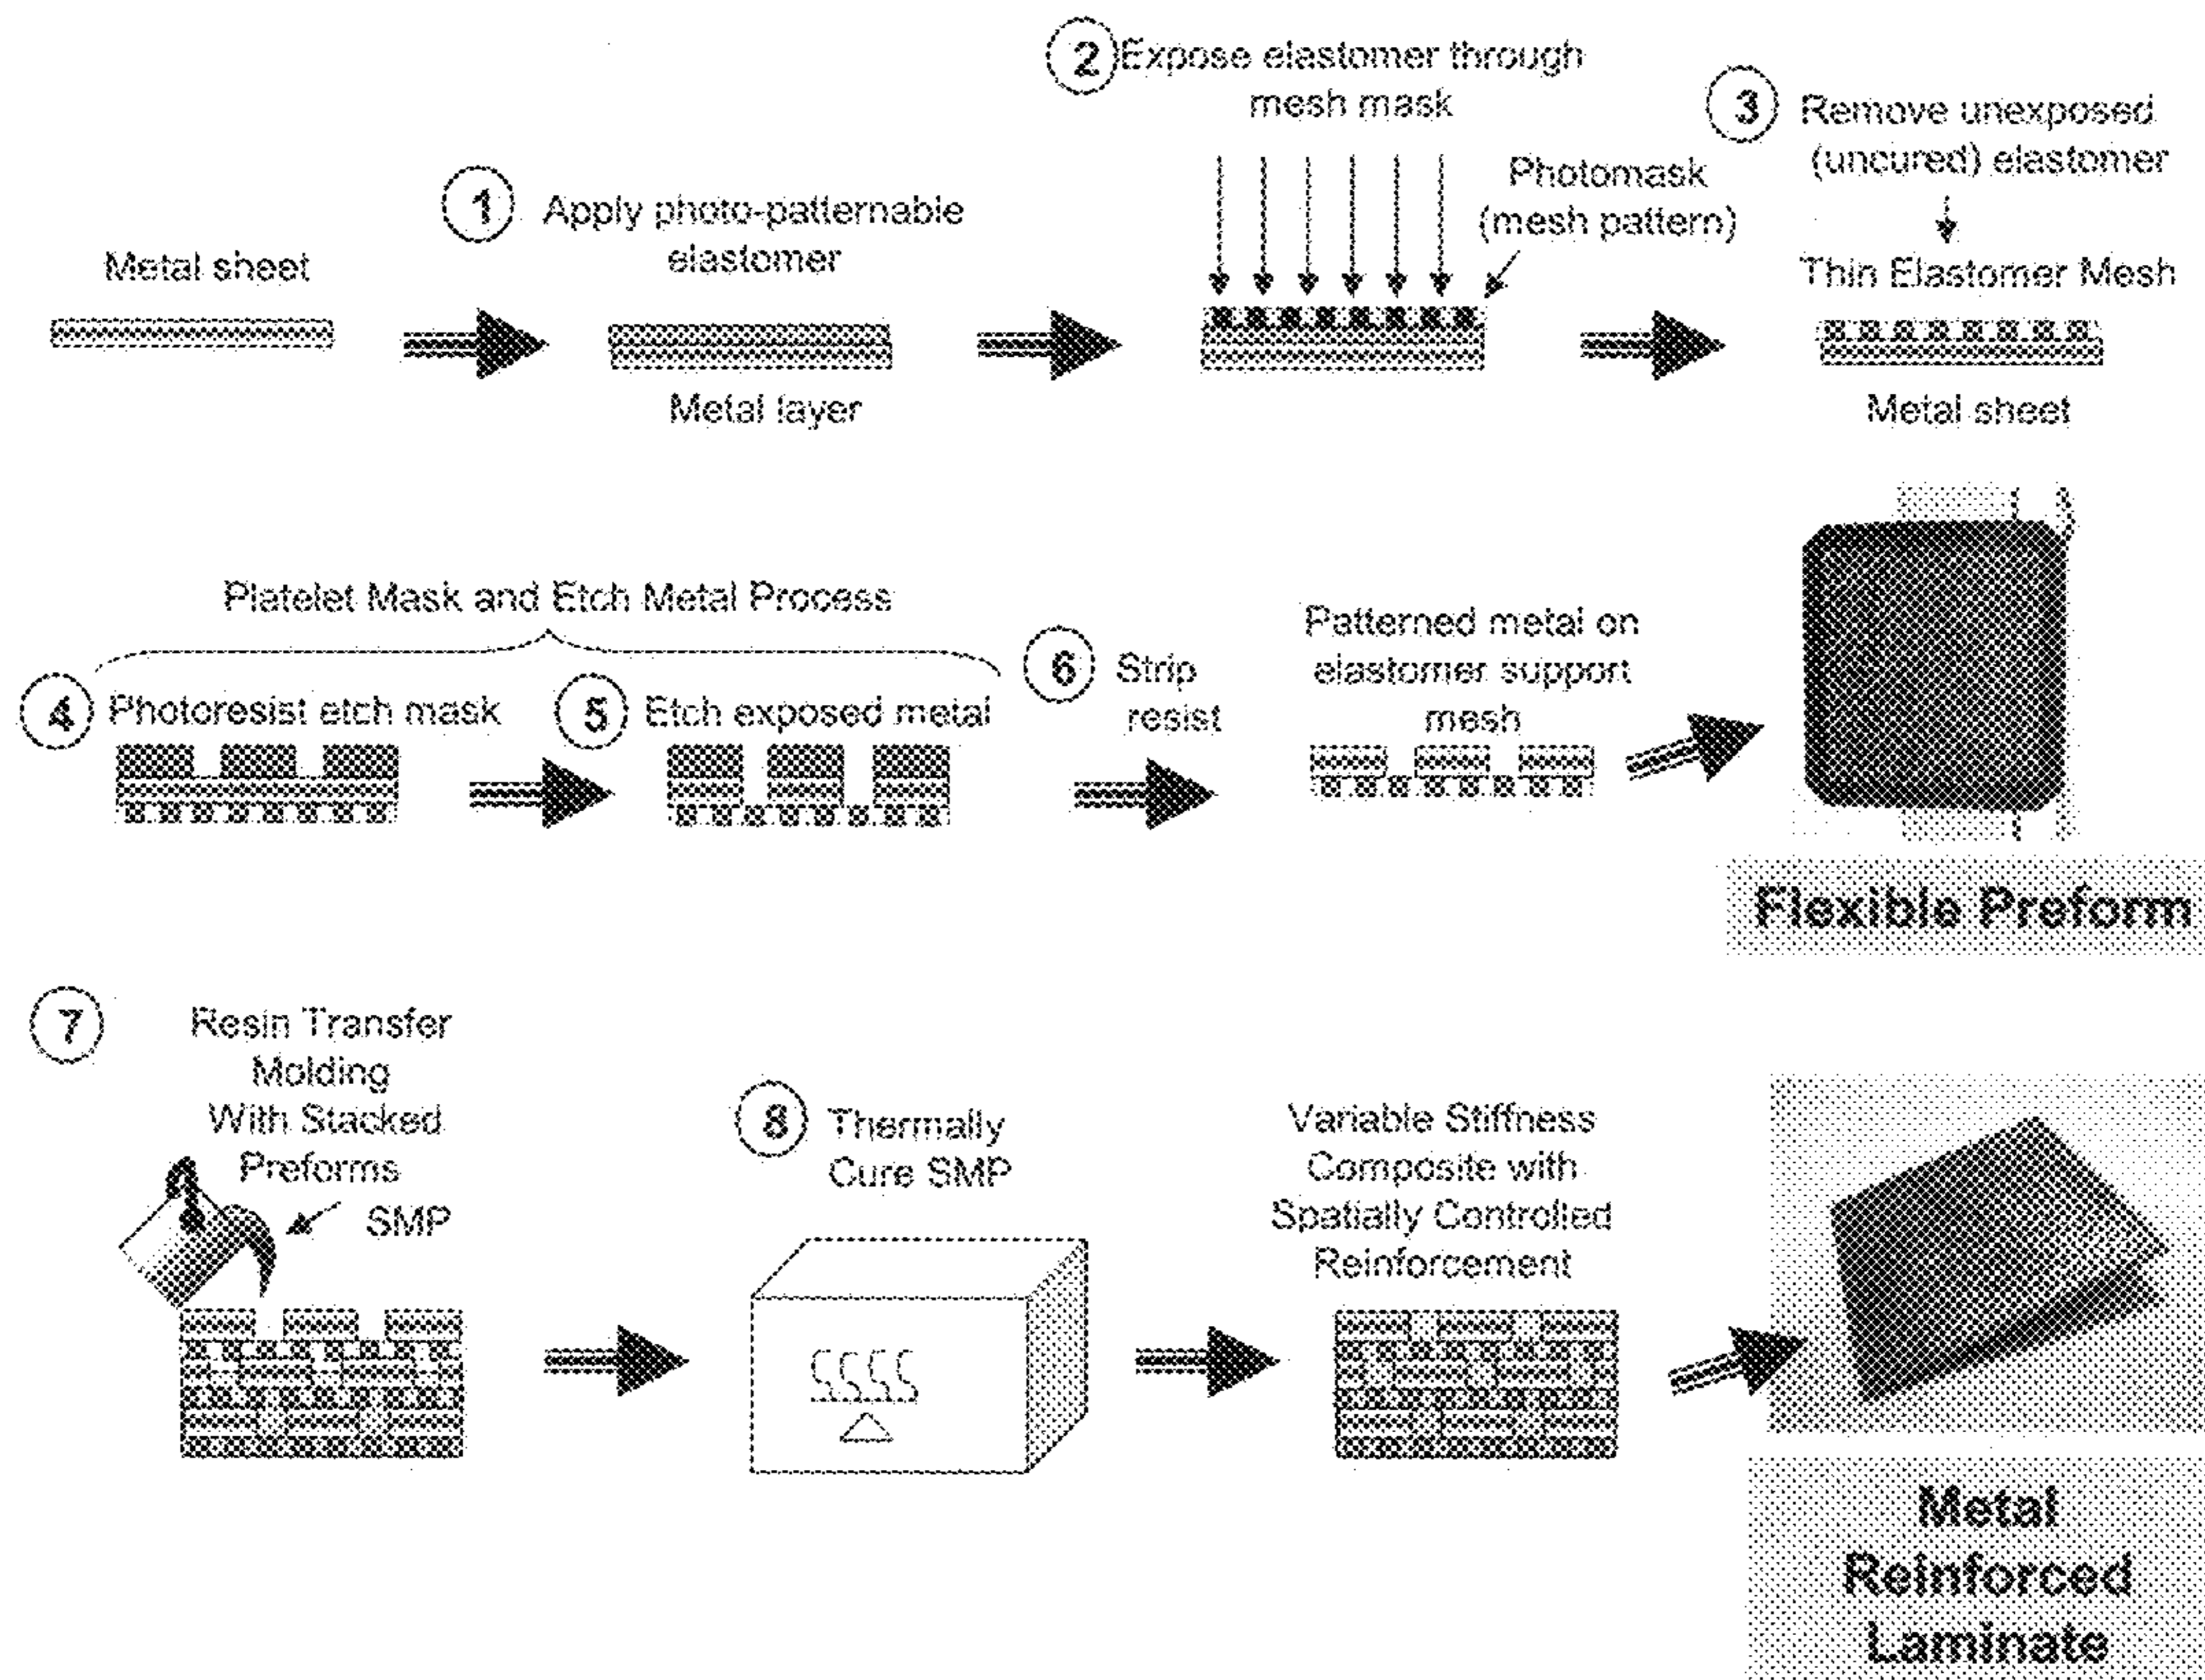 2 Expose elastomer through
mesh mask
3 Remove unexposed
(uncured) elastomer
Photomask
(mesh pattern)
1 Apply photo-patternable
elastomer
Metal sheet
Thin Elastomer Mesh
Metal layer
Metal sheet
Platelet Mask and Etch Metal Process
4 Photoresist etch mask
5 Etch exposed metal
6 Strip
resist
Patterned metal on
elastomer support
mesh
Flexible Preform
7 Resin Transfer
Molding
With Stacked
Preforms
SMP
8 Thermally
Cure SMP
Variable Stiffness
Composite with
Spatially Controlled
Reinforcement
Metal
Reinforced
Laminate